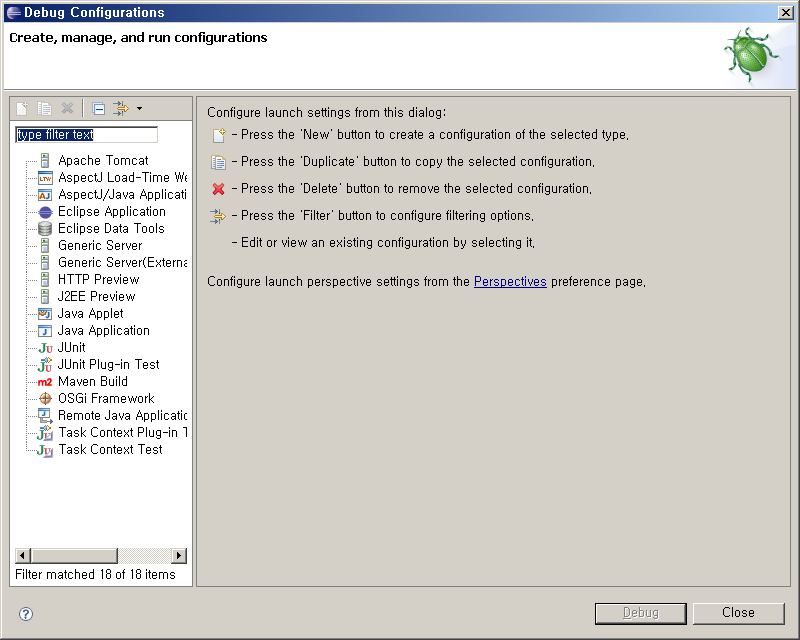 Debug Configurations
Create, manage, and run configurations
type filter text
Apache Tomcat
AspectJ Load-Time We
AspectJ/Java Applicati
Eclipse Application
Eclipse Data Tools
Generic Server
Generic Server(Externa
HTTP Preview
J2EE Preview
Java Applet
Java Application
JUnit
JUnit Plug-in Test
Maven Build
OSGi Framework
Remote Java Applicatic
Task Context Plug-in T
Task Context Test
Filter matched 18 of 18 items
Configure launch settings from this dialog:
- Press the 'New' button to create a configuration of the selected type.
- Press the 'Duplicate' button to copy the selected configuration.
- Press the 'Delete' button to remove the selected configuration.
- Press the 'Filter' button to configure filtering options.
- Edit or view an existing configuration by selecting it.
Configure launch perspective settings from the Perspectives preference page.
Debug
Close